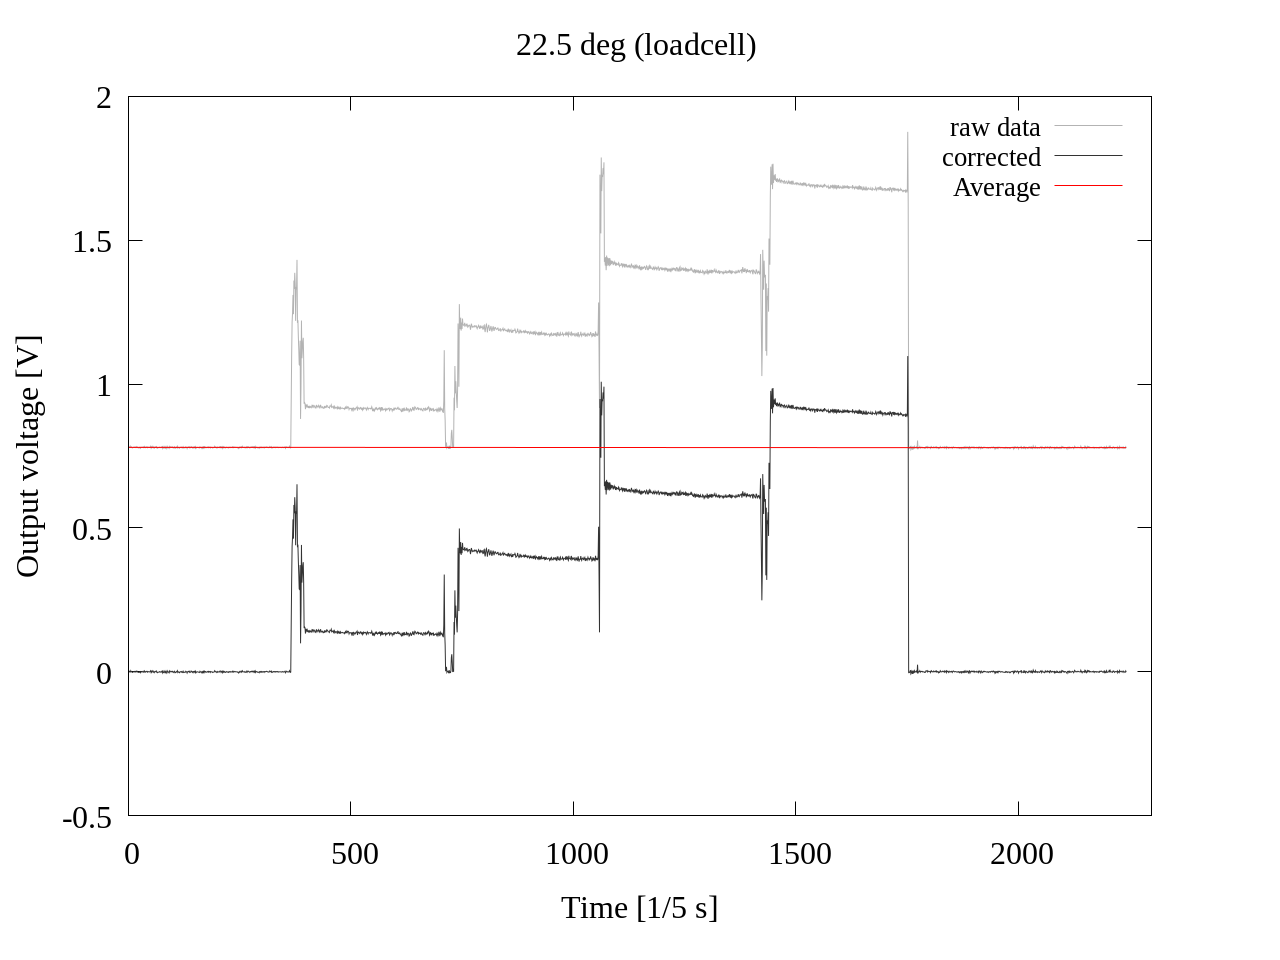 22.5 deg (loadcell)
2
1.5
1
0.5
0
-0.5
Output voltage [V]
raw data
corrected
Average
0 500 1000 1500 2000
Time [1/5 s]